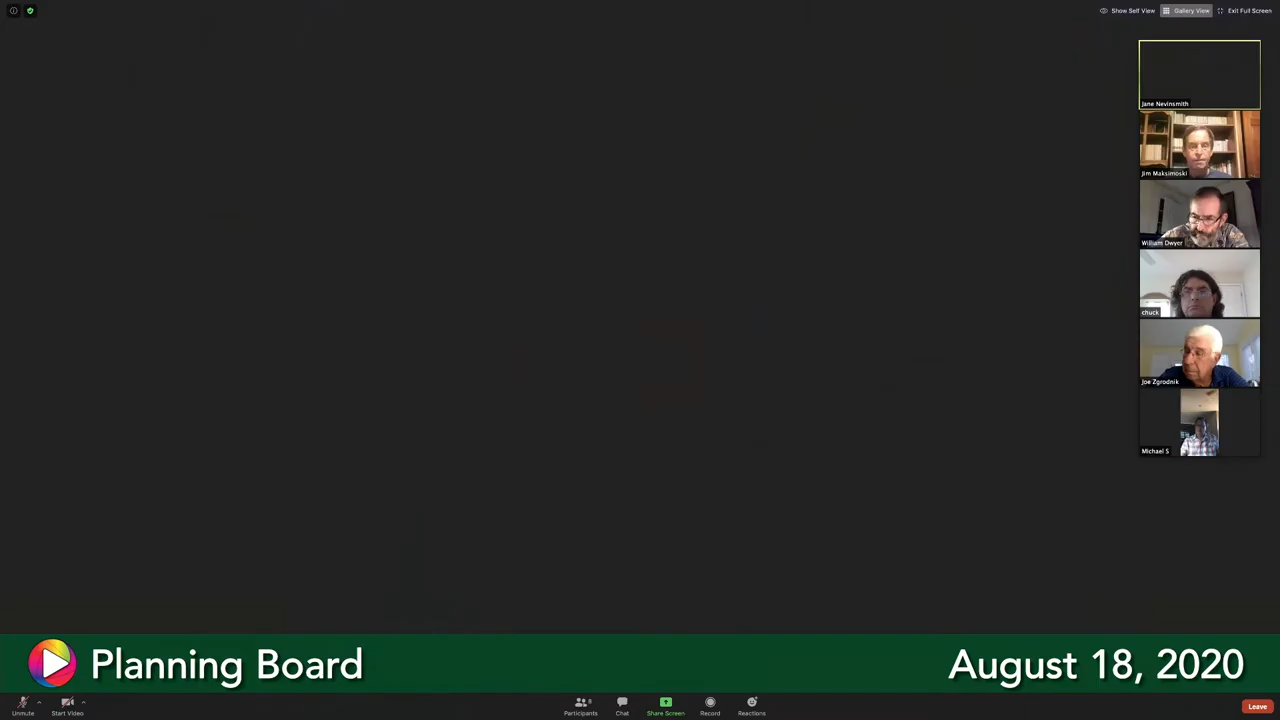 Show Self View
Gallery View
Exit Full Screen
Jane Nevinsmith
Jim Maksimoski
William Dwyer
chuck
Joe Zgrodnik
Michael S
Planning Board
August 18, 2020
Unmute
Start Video
Participants
8
Chat
Share Screen
Record
Reactions
Leave